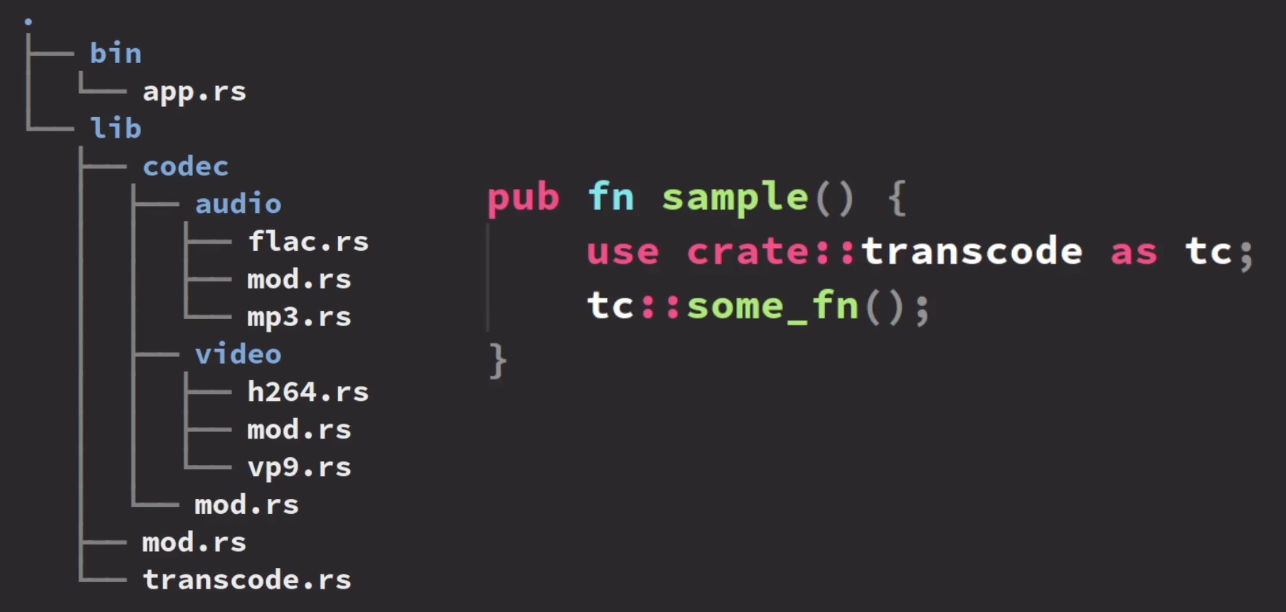 .
bin
app.rs
lib
codec
audio
flac.rs
mod.rs
mp3.rs
video
h264.rs
mod.rs
vp9.rs
mod.rs
mod.rs
transcode.rs
pub fn sample() {
    use crate::transcode as tc;
    tc::some_fn();
}